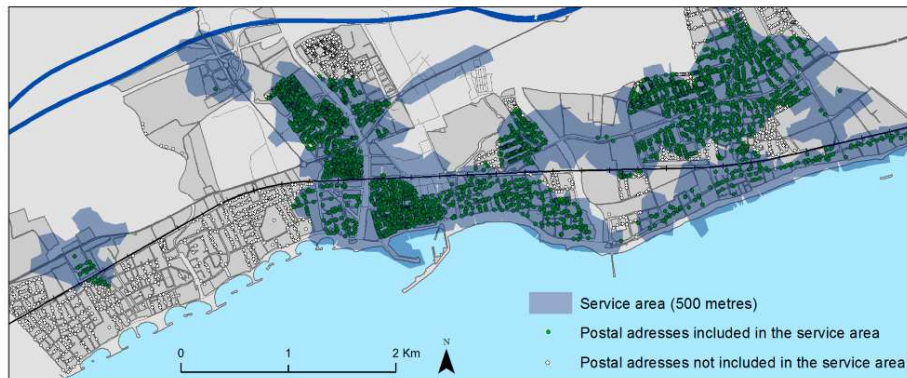 Service area (500 metres)
Postal adresses included in the service area
Postal adresses not included in the service area
0 1 2 Km
N